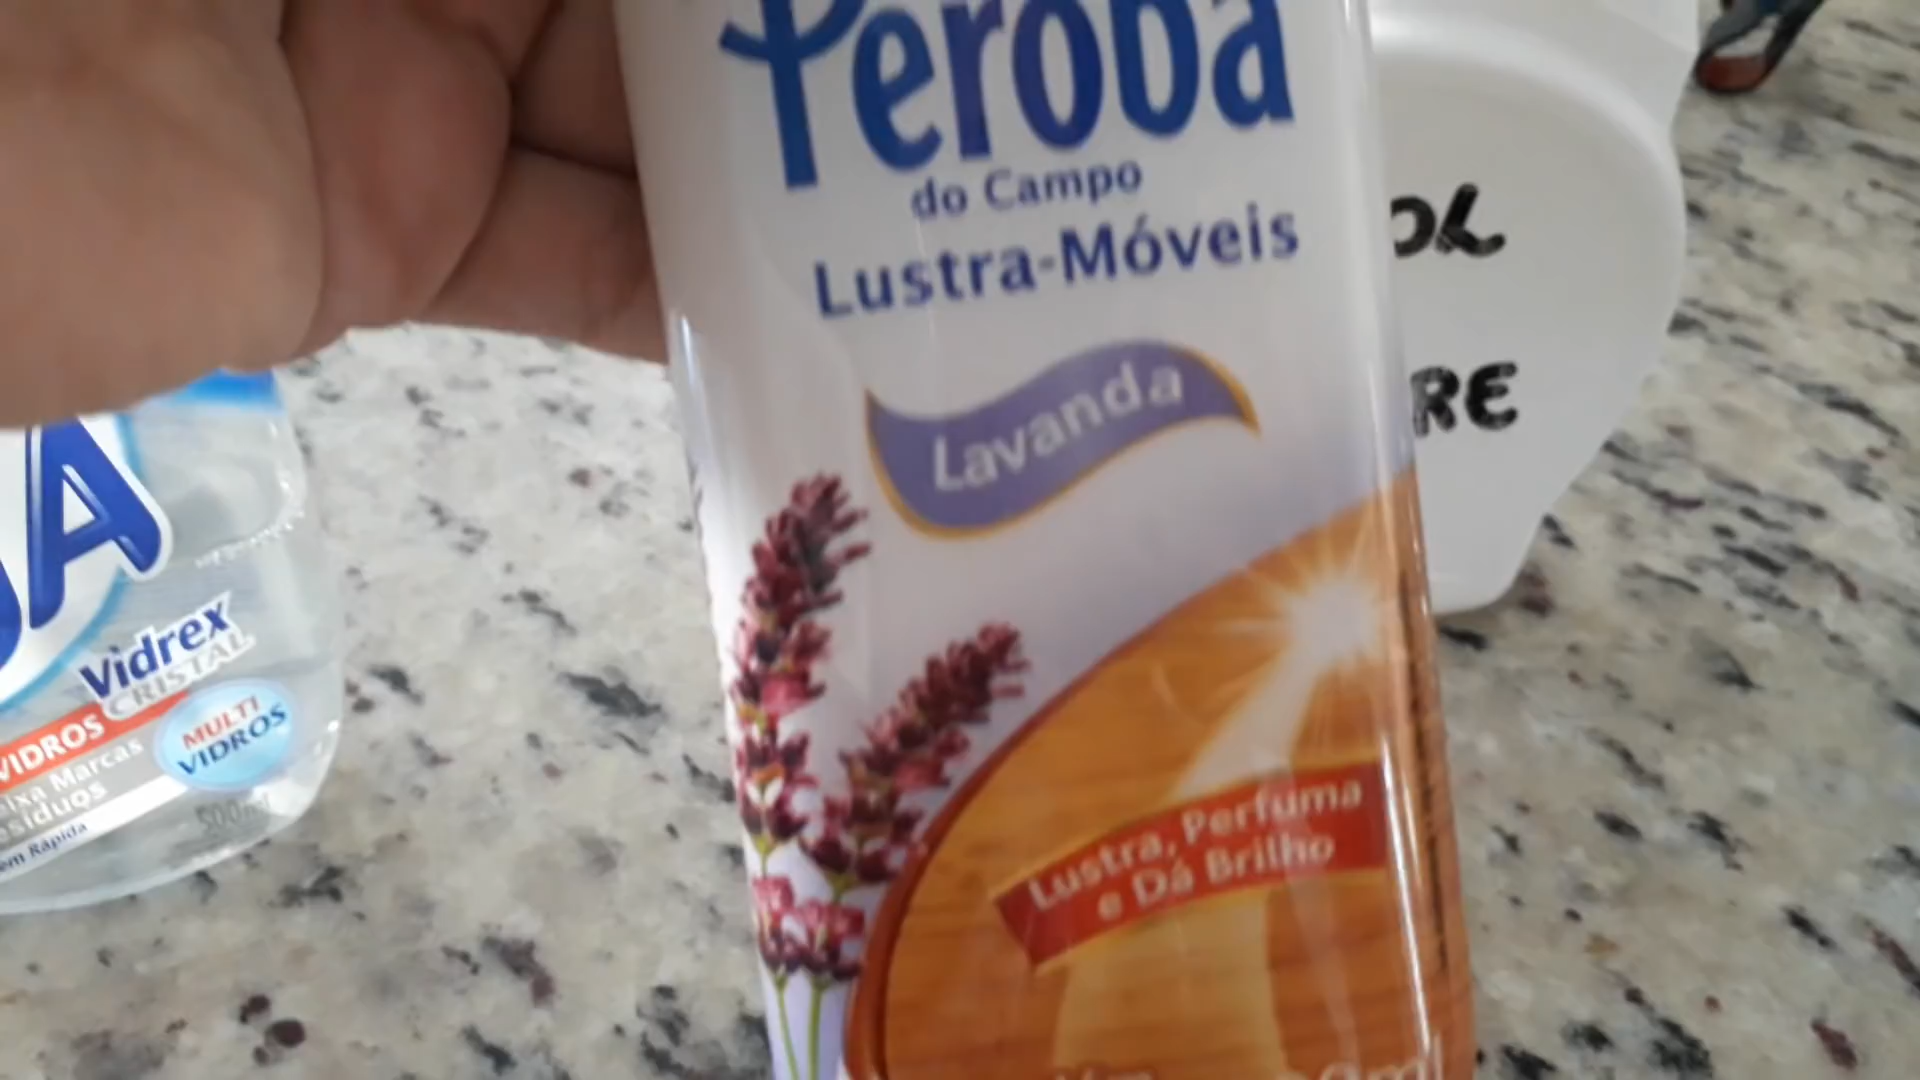 Peroba
do Campo
Lustra-Móveis
Lavanda
Lustra, Perfuma
e Dá Brilho
Vidrex
CRISTAL
VIDROS
MULTI
VIDROS
Marcas
500ml
Rápida
OL
RE